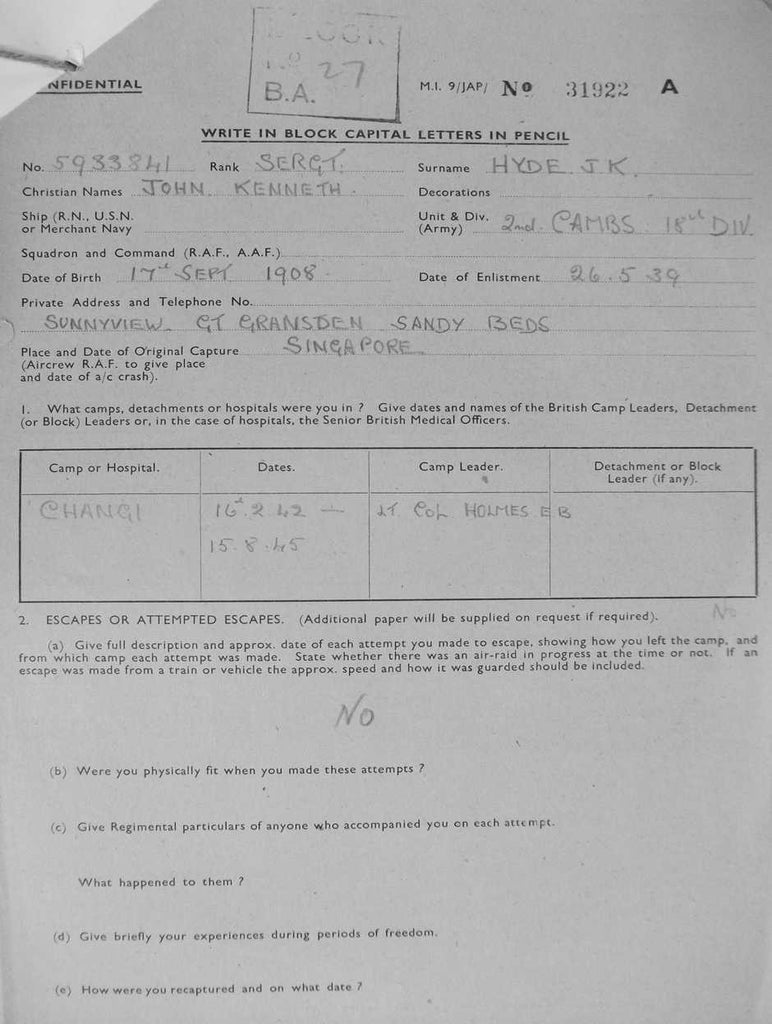 NFIDENTIAL
27
B.A.
M.I. 9/JAP/ No 31922 A
WRITE IN BLOCK CAPITAL LETTERS IN PENCIL
No. 5933841 Rank SERGT. Surname HYDE J.K.
Christian Names JOHN KENNETH. Decorations
Ship (R.N., U.S.N. or Merchant Navy Unit & Div. (Army) 2nd. CAMBS. 18th DIV.
Squadron and Command (R.A.F., A.A.F.)
Date of Birth 17th SEPT 1908. Date of Enlistment 26.5.39
Private Address and Telephone No.
SUNNYVIEW. GT GRANSDEN SANDY BEDS
Place and Date of Original Capture SINGAPORE
(Aircrew R.A.F. to give place
and date of a/c crash).
1. What camps, detachments or hospitals were you in ? Give dates and names of the British Camp Leaders, Detachment
(or Block) Leaders or, in the case of hospitals, the Senior British Medical Officers.
Camp or Hospital. Dates. Camp Leader. Detachment or Block
Leader (if any).
CHANGI 16th 2 42 — LT. COL HOLMES E B
15.8.45
2. ESCAPES OR ATTEMPTED ESCAPES. (Additional paper will be supplied on request if required). No
(a) Give full description and approx. date of each attempt you made to escape, showing how you left the camp, and
from which camp each attempt was made. State whether there was an air-raid in progress at the time or not. If an
escape was made from a train or vehicle the approx. speed and how it was guarded should be included.
NO
(b) Were you physically fit when you made these attempts ?
(c) Give Regimental particulars of anyone who accompanied you on each attempt.
What happened to them ?
(d) Give briefly your experiences during periods of freedom.
(e) How were you recaptured and on what date ?